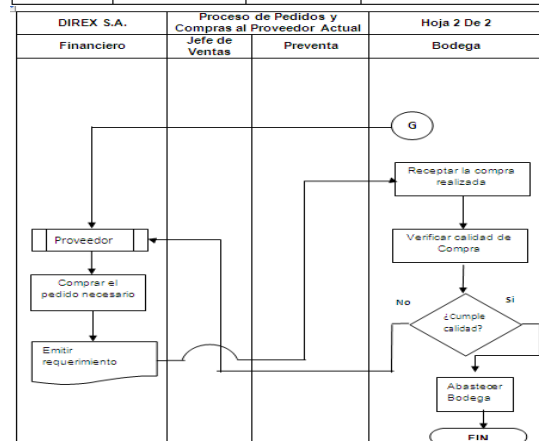 DIREX S.A.
Proceso de Pedidos y
Compras al Proveedor Actual
Hoja 2 De 2
Financiero
Jefe de
Ventas
Preventa
Bodega
G
Receptar la compra
realizada
Proveedor
Verificar calidad de
Compra
Comprar el
pedido necesario
No
Si
¿Cumple
calidad?
Emitir
requerimiento
Abastecer
Bodega
FIN